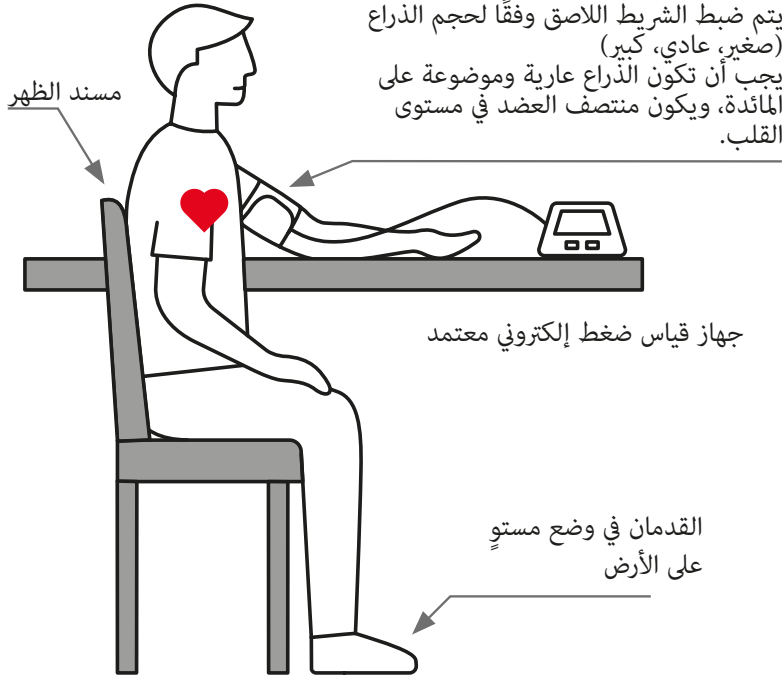 يتم ضبط الشريط اللاصق وفقًا لحجم الذراع
(صغير، عادي، كبير)
يجب أن تكون الذراع عارية وموضوعة على
المائدة، ويكون منتصف العضد في مستوى
القلب.
مسند الظهر
جهاز قياس ضغط إلكتروني معتمد
القدمان في وضع مستوٍ
على الأرض